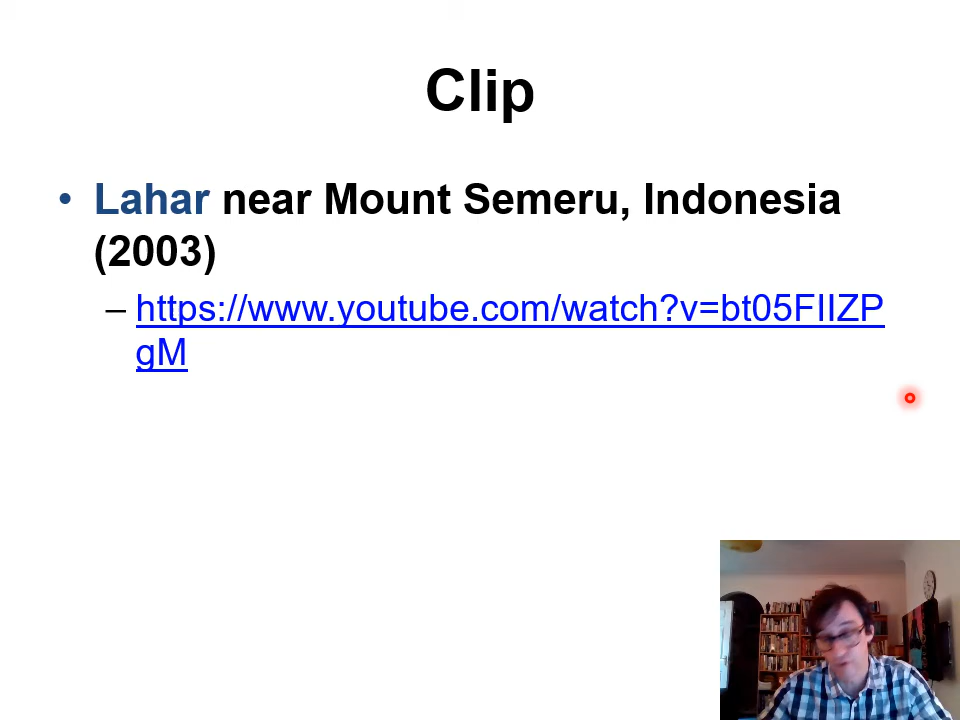 Clip
• Lahar near Mount Semeru, Indonesia
(2003)
– https://www.youtube.com/watch?v=bt05FIIZP
gM